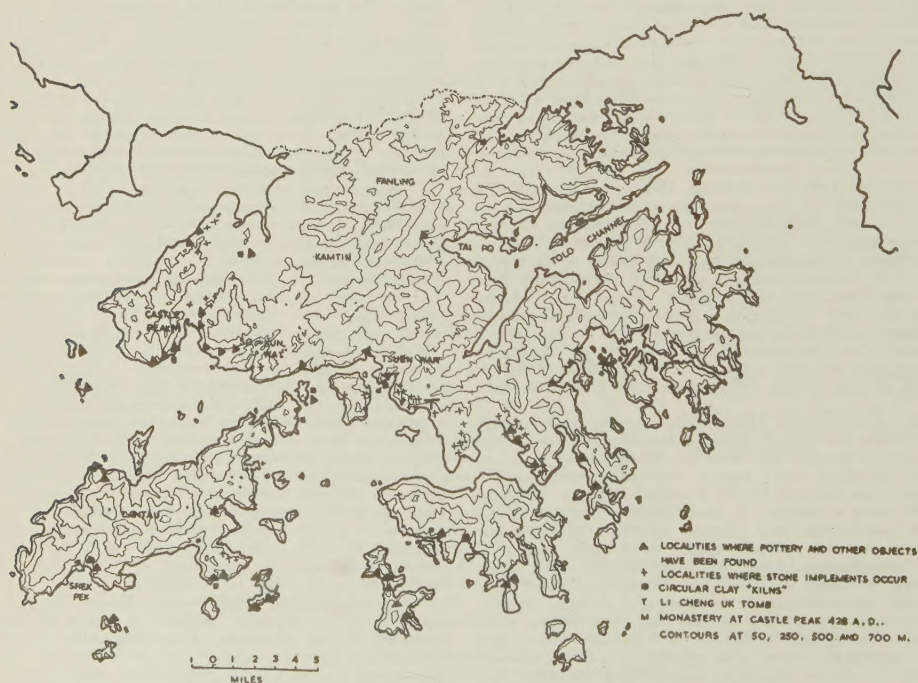 FANLING
KAMTIN
TAI PO
TOLO CHANNEL
CASTLE
PEAK M
SUN
WAT
TSUEN WAN
LANTAU
SHEK
PEK
▲ LOCALITIES WHERE POTTERY AND OTHER OBJECTS
HAVE BEEN FOUND
+ LOCALITIES WHERE STONE IMPLEMENTS OCCUR
CIRCULAR CLAY "KILNS"
T LI CHENG UK TOMB
M MONASTERY AT CASTLE PEAK 428 A.D..
CONTOURS AT 50, 250, 500 AND 700 M.
1 0 1 2 3 4 5
MILES